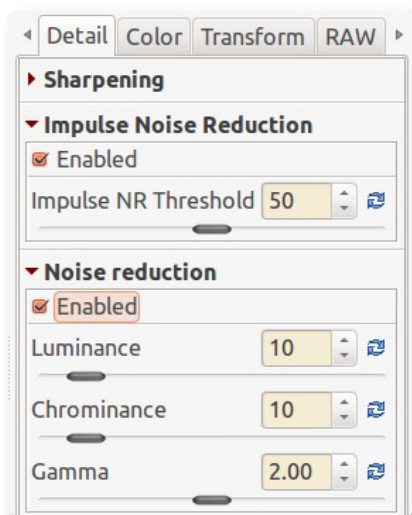 Detail Color Transform RAW
Sharpening
Impulse Noise Reduction
Enabled
Impulse NR Threshold 50
Noise reduction
Enabled
Luminance 10
Chrominance 10
Gamma 2.00